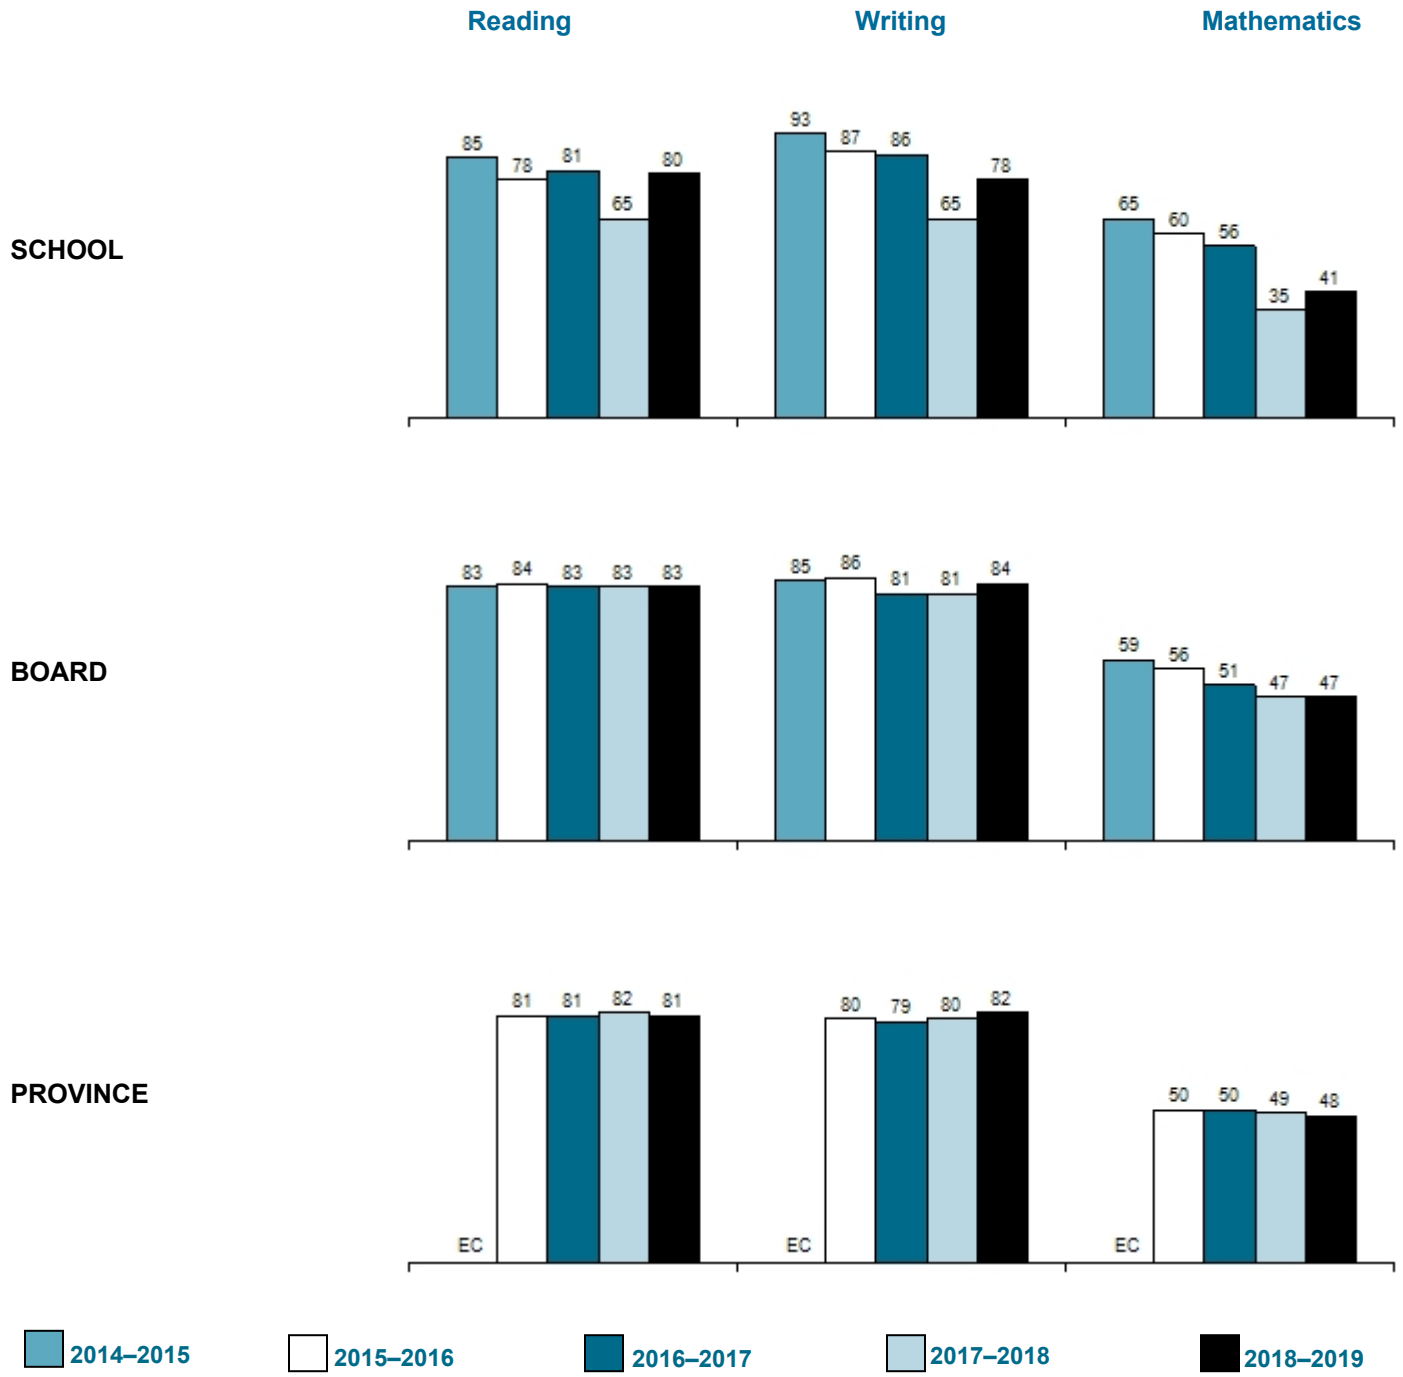 Reading Writing Mathematics
93
85 87 86
78 81 80 78
65 65 65 60 56
35 41
SCHOOL
83 84 83 83 83 85 86 81 81 84
59 56 51 47 47
BOARD
81 81 82 81 80 79 80 82
50 50 49 48
PROVINCE
EC EC EC
2014–2015 2015–2016 2016–2017 2017–2018 2018–2019